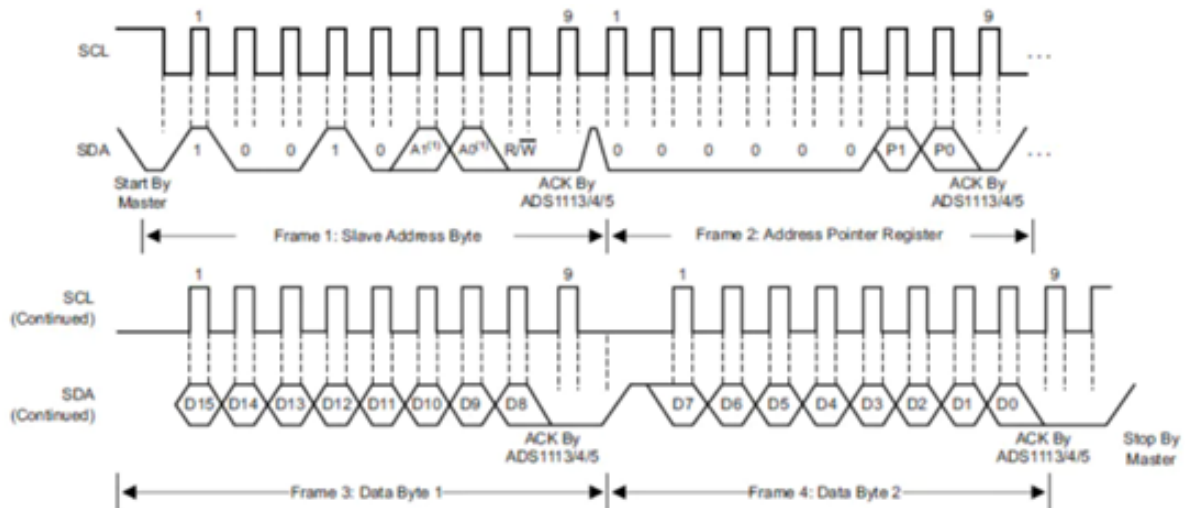 1 9 1 9
SCL ...
SDA 1 0 0 1 0 A1(1) A0(1) R/W 0 0 0 0 0 0 P1 P0 ...
Start By Master
ACK By ADS1113/4/5
ACK By ADS1113/4/5
Frame 1: Slave Address Byte
Frame 2: Address Pointer Register
1 9 1 9
SCL
(Continued)
SDA
(Continued)
D15 D14 D13 D12 D11 D10 D9 D8 D7 D6 D5 D4 D3 D2 D1 D0
ACK By
ADS1113/4/5
ACK By
ADS1113/4/5
Stop By
Master
Frame 3: Data Byte 1
Frame 4: Data Byte 2